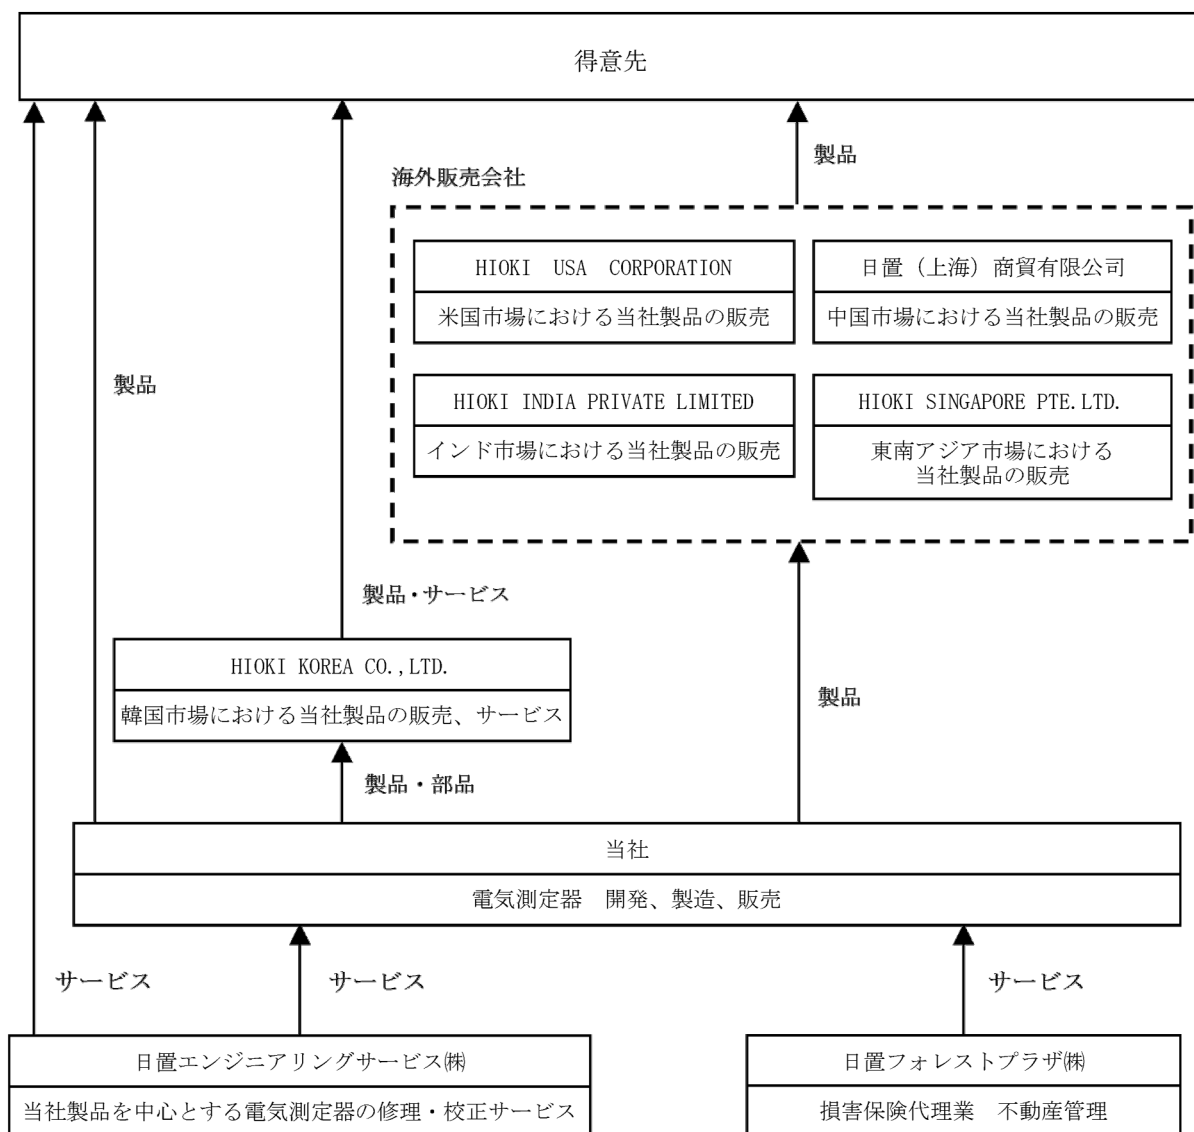 得意先
製品
海外販売会社
HIOKI　USA　CORPORATION
米国市場における当社製品の販売
日置（上海）商貿有限公司
中国市場における当社製品の販売
HIOKI INDIA PRIVATE LIMITED
インド市場における当社製品の販売
HIOKI SINGAPORE PTE.LTD.
東南アジア市場における
当社製品の販売
製品
製品・サービス
HIOKI KOREA CO.,LTD.
韓国市場における当社製品の販売、サービス
製品
製品・部品
当社
電気測定器　開発、製造、販売
サービス
サービス
サービス
日置エンジニアリングサービス㈱
当社製品を中心とする電気測定器の修理・校正サービス
日置フォレストプラザ㈱
損害保険代理業　不動産管理